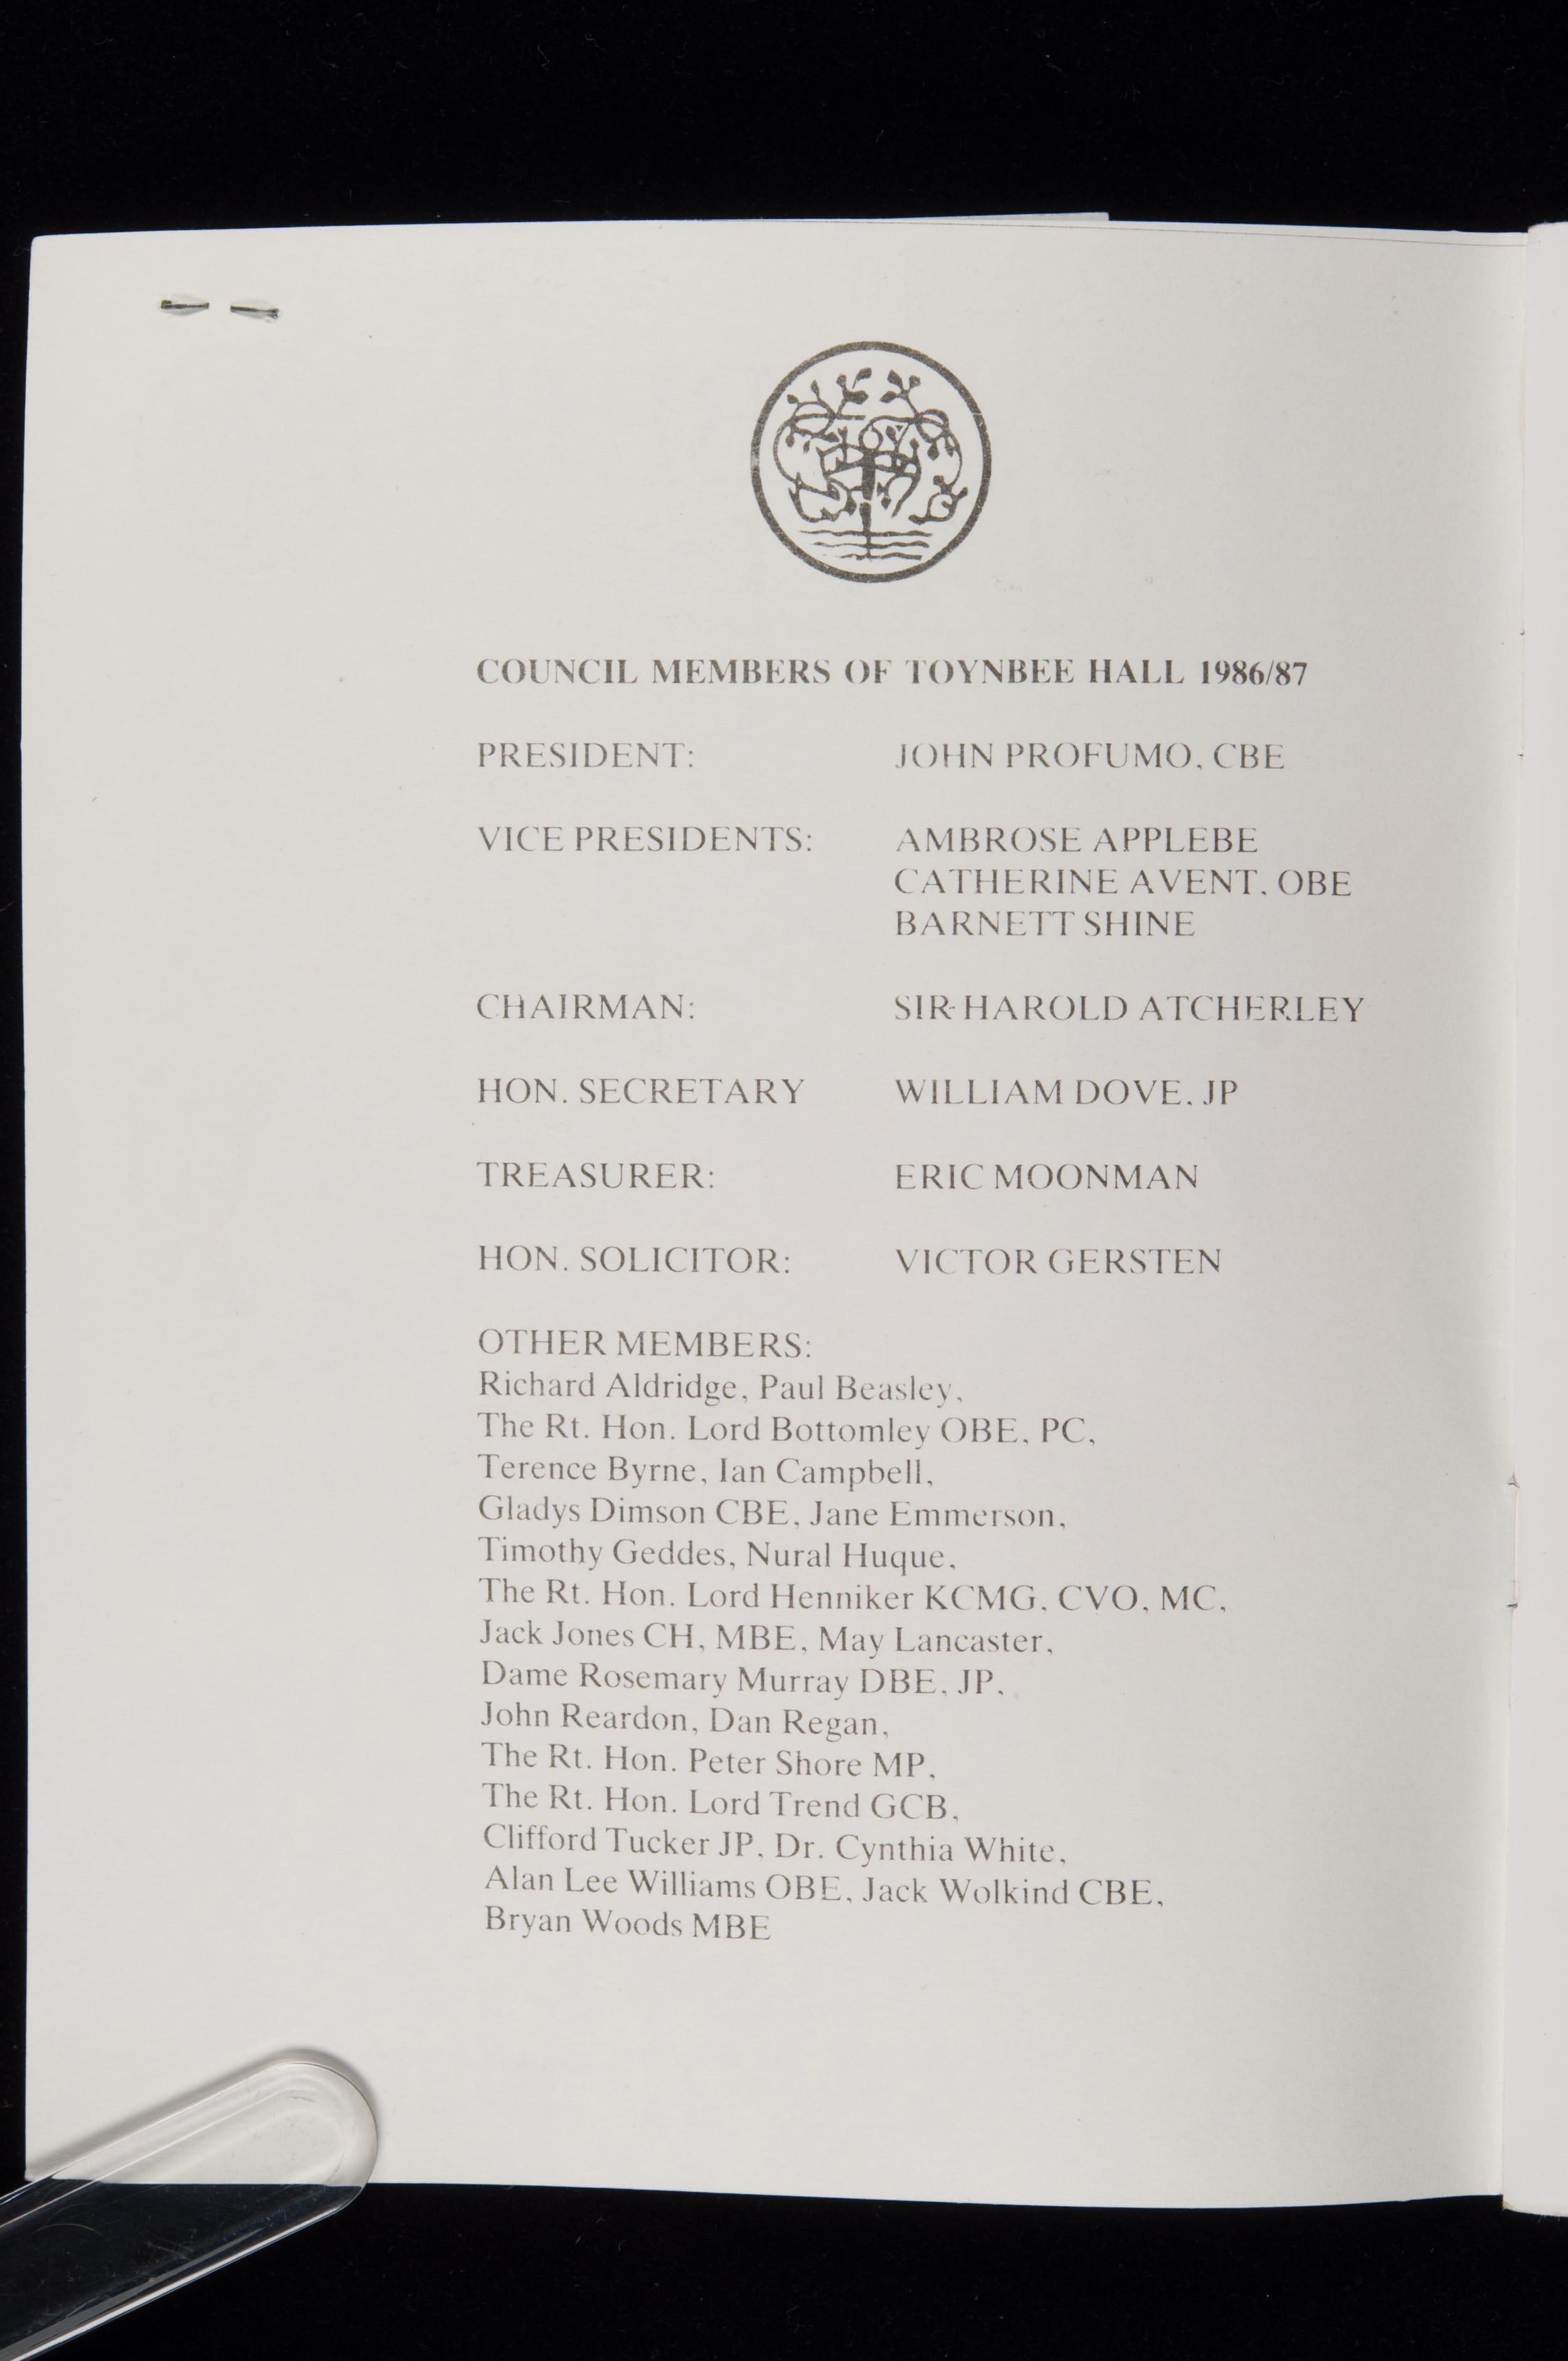 COUNCIL MEMBERS OF TOYNBEE HALL 1986/87
PRESIDENT: JOHN PROFUMO, CBE
VICE PRESIDENTS: AMBROSE APPLEBE
CATHERINE AVENT, OBE
BARNETT SHINE
CHAIRMAN: SIR HAROLD ATCHERLEY
HON. SECRETARY WILLIAM DOVE, JP
TREASURER: ERIC MOONMAN
HON. SOLICITOR: VICTOR GERSTEN
OTHER MEMBERS:
Richard Aldridge, Paul Beasley,
The Rt. Hon. Lord Bottomley OBE, PC,
Terence Byrne, Ian Campbell,
Gladys Dimson CBE, Jane Emmerson,
Timothy Geddes, Nural Huque,
The Rt. Hon. Lord Henniker KCMG, CVO, MC,
Jack Jones CH, MBE, May Lancaster,
Dame Rosemary Murray DBE, JP,
John Reardon, Dan Regan,
The Rt. Hon. Peter Shore MP,
The Rt. Hon. Lord Trend GCB,
Clifford Tucker JP, Dr. Cynthia White,
Alan Lee Williams OBE, Jack Wolkind CBE,
Bryan Woods MBE